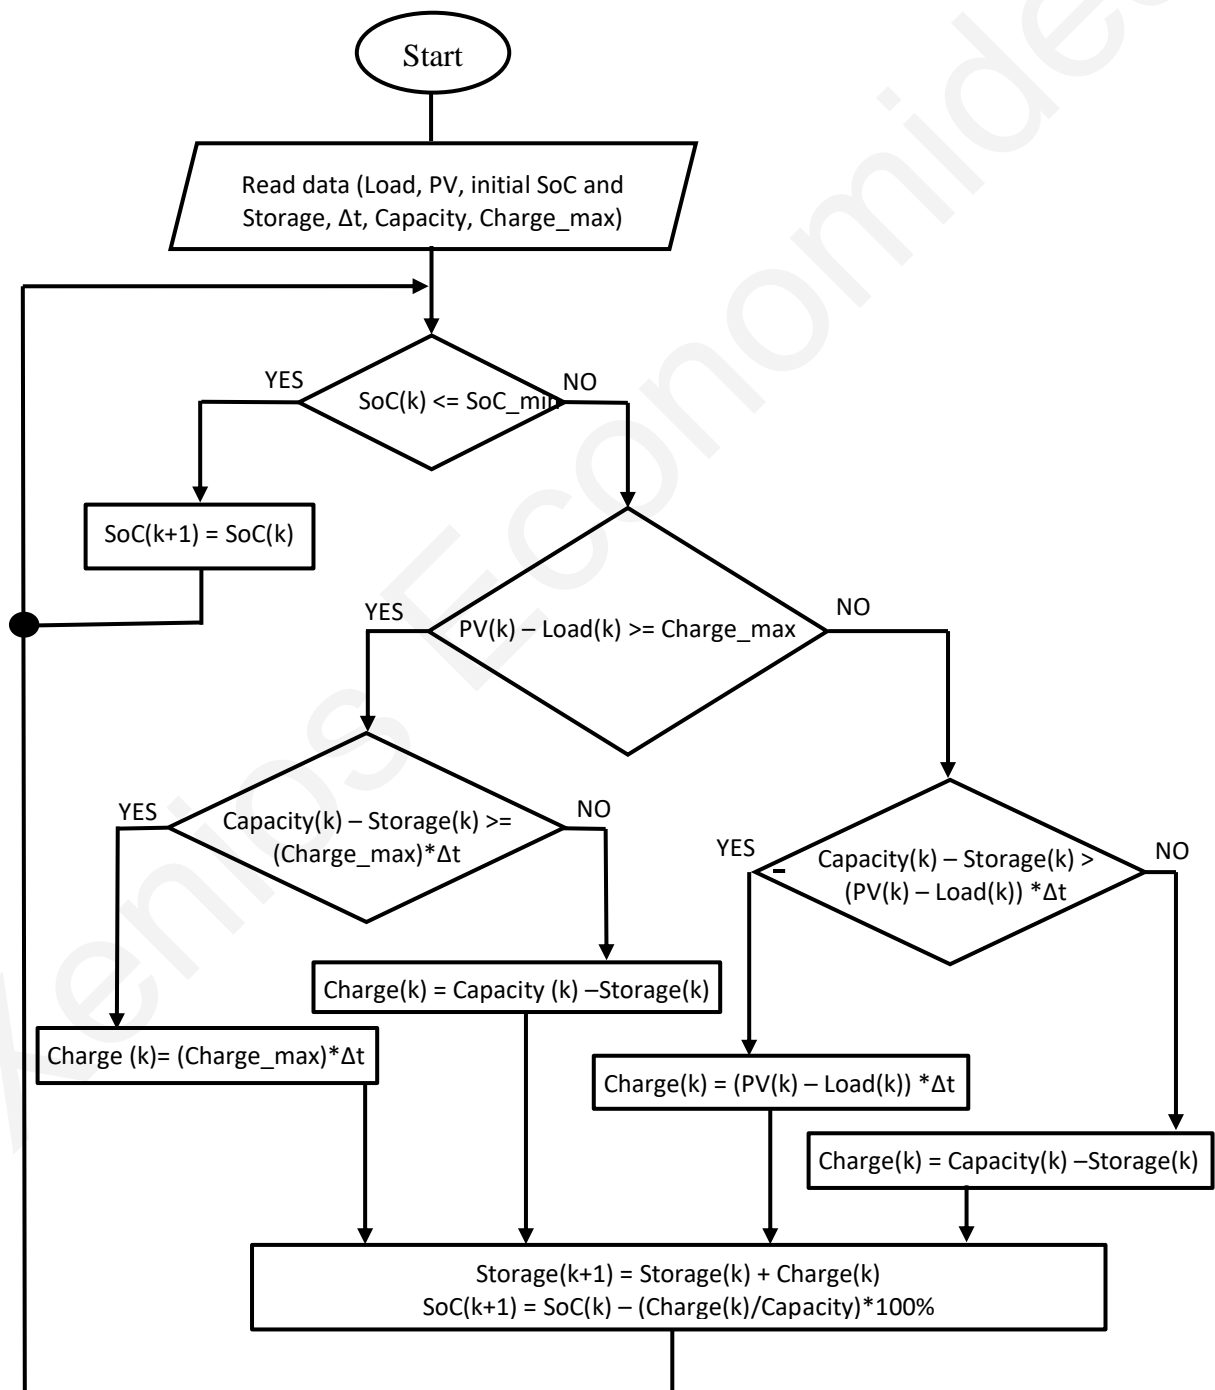 Start
Read data (Load, PV, initial SoC and
Storage, Δt, Capacity, Charge_max)
SoC(k) <= SoC_min
YES
NO
SoC(k+1) = SoC(k)
PV(k) – Load(k) >= Charge_max
YES
NO
Capacity(k) – Storage(k) >=
(Charge_max)*Δt
YES
NO
Capacity(k) – Storage(k) >
(PV(k) – Load(k)) *Δt
YES
NO
Charge(k) = Capacity (k) –Storage(k)
Charge (k)= (Charge_max)*Δt
Charge(k) = (PV(k) – Load(k)) *Δt
Charge(k) = Capacity(k) –Storage(k)
Storage(k+1) = Storage(k) + Charge(k)
SoC(k+1) = SoC(k) – (Charge(k)/Capacity)*100%
Xenios Economides